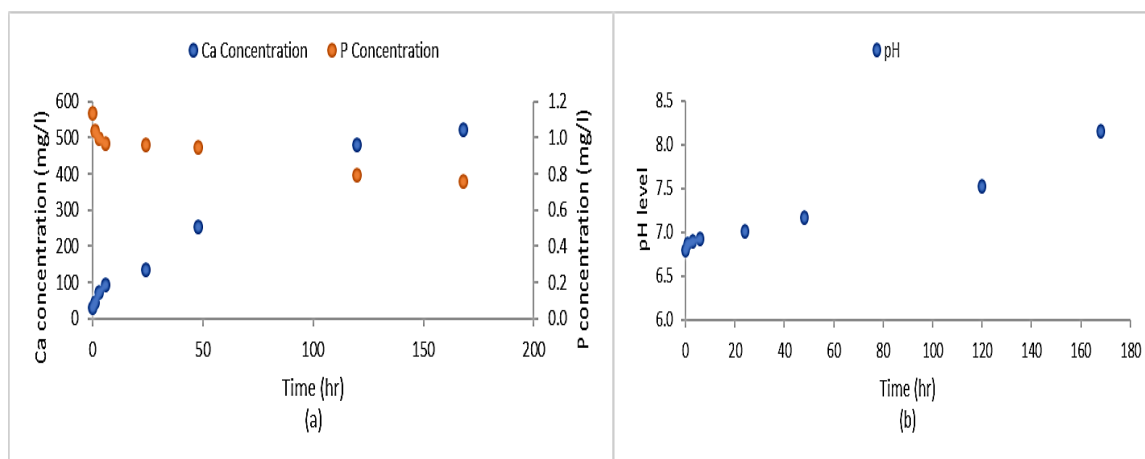 Ca Concentration P Concentration
Ca concentration (mg/l)
600
500
400
300
200
100
0
1.2
1.0
0.8
0.6
0.4
0.2
0.0
P concentration (mg/l)
0 50 100 150 200
Time (hr)
(a)
pH
pH level
8.5
8.0
7.5
7.0
6.5
6.0
0 20 40 60 80 100 120 140 160 180
Time (hr)
(b)